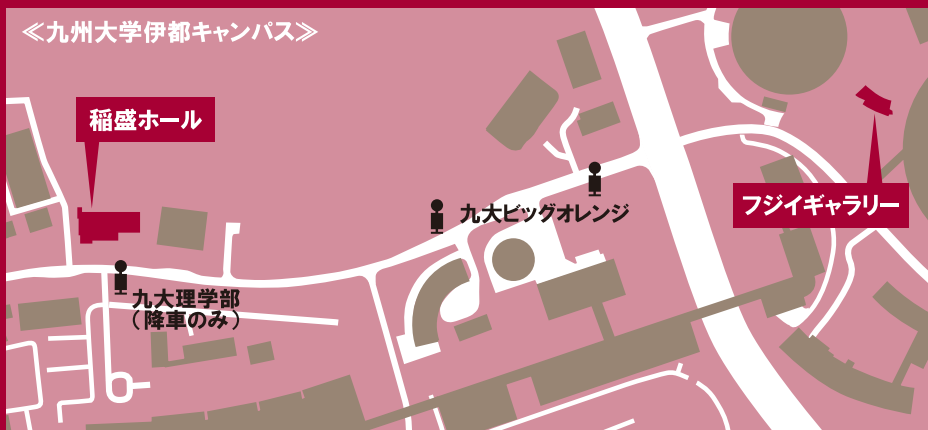 ≪九州大学伊都キャンパス≫
稲盛ホール
フジイギャラリー
九大ビッグオレンジ
九大理学部
（降車のみ）